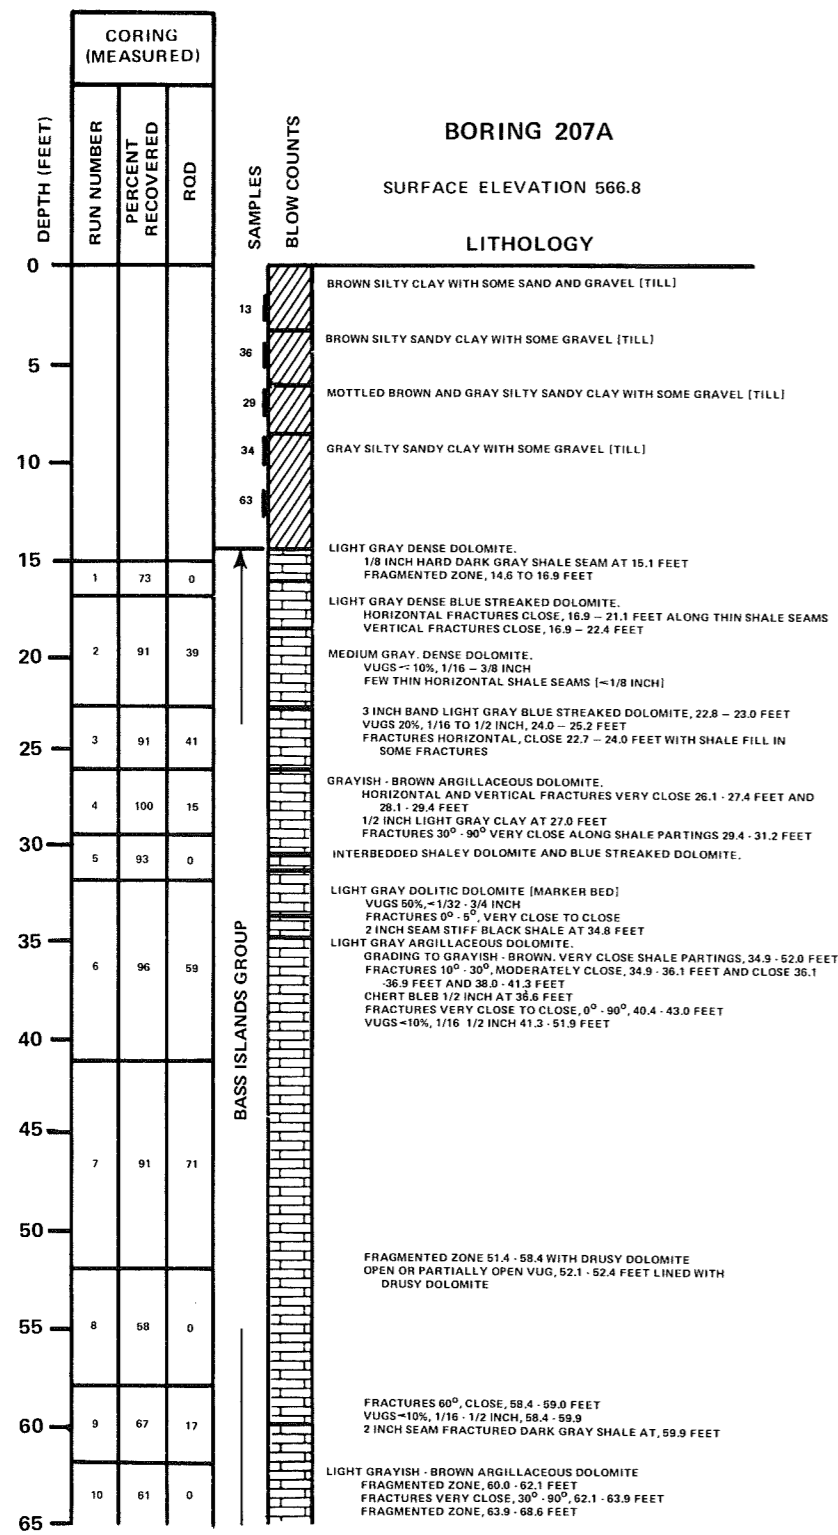 CORING
(MEASURED)
DEPTH (FEET)
RUN NUMBER
PERCENT
RECOVERED
RQD
SAMPLES
BLOW COUNTS
BORING 207A
SURFACE ELEVATION 566.8
LITHOLOGY
0
BROWN SILTY CLAY WITH SOME SAND AND GRAVEL [TILL]
13
BROWN SILTY SANDY CLAY WITH SOME GRAVEL [TILL]
36
5
MOTTLED BROWN AND GRAY SILTY SANDY CLAY WITH SOME GRAVEL [TILL]
29
GRAY SILTY SANDY CLAY WITH SOME GRAVEL [TILL]
34
10
63
LIGHT GRAY DENSE DOLOMITE.
15
1/8 INCH HARD DARK GRAY SHALE SEAM AT 15.1 FEET
FRAGMENTED ZONE, 14.6 TO 16.9 FEET
1 73 0
LIGHT GRAY DENSE BLUE STREAKED DOLOMITE.
HORIZONTAL FRACTURES CLOSE, 16.9 – 21.1 FEET ALONG THIN SHALE SEAMS
VERTICAL FRACTURES CLOSE, 16.9 – 22.4 FEET
2 91 39
20
MEDIUM GRAY. DENSE DOLOMITE.
VUGS < 10%, 1/16 – 3/8 INCH
FEW THIN HORIZONTAL SHALE SEAMS [<1/8 INCH]
3 INCH BAND LIGHT GRAY BLUE STREAKED DOLOMITE, 22.8 – 23.0 FEET
VUGS 20%, 1/16 TO 1/2 INCH, 24.0 – 25.2 FEET
FRACTURES HORIZONTAL, CLOSE 22.7 – 24.0 FEET WITH SHALE FILL IN
SOME FRACTURES
3 91 41
25
GRAYISH - BROWN ARGILLACEOUS DOLOMITE.
HORIZONTAL AND VERTICAL FRACTURES VERY CLOSE 26.1 - 27.4 FEET AND
28.1 - 29.4 FEET
1/2 INCH LIGHT GRAY CLAY AT 27.0 FEET
FRACTURES 30° - 90° VERY CLOSE ALONG SHALE PARTINGS 29.4 - 31.2 FEET
4 100 15
30
INTERBEDDED SHALEY DOLOMITE AND BLUE STREAKED DOLOMITE.
5 93 0
LIGHT GRAY DOLITIC DOLOMITE [MARKER BED]
VUGS 50%, <1/32 - 3/4 INCH
FRACTURES 0° - 5°, VERY CLOSE TO CLOSE
2 INCH SEAM STIFF BLACK SHALE AT 34.8 FEET
35
LIGHT GRAY ARGILLACEOUS DOLOMITE.
GRADING TO GRAYISH - BROWN. VERY CLOSE SHALE PARTINGS, 34.9 - 52.0 FEET
FRACTURES 10° - 30°, MODERATELY CLOSE, 34.9 - 36.1 FEET AND CLOSE 36.1
-36.9 FEET AND 38.0 - 41.3 FEET
CHERT BLEB 1/2 INCH AT 36.6 FEET
FRACTURES VERY CLOSE TO CLOSE, 0° - 90°, 40.4 - 43.0 FEET
VUGS <10%, 1/16 1/2 INCH 41.3 - 51.9 FEET
6 96 59
BASS ISLANDS GROUP
40
45
7 91 71
50
FRAGMENTED ZONE 51.4 - 58.4 WITH DRUSY DOLOMITE
OPEN OR PARTIALLY OPEN VUG, 52.1 - 52.4 FEET LINED WITH
DRUSY DOLOMITE
55
8 58 0
FRACTURES 60°, CLOSE, 58.4 - 59.0 FEET
VUGS <10%, 1/16 - 1/2 INCH, 58.4 - 59.9
2 INCH SEAM FRACTURED DARK GRAY SHALE AT, 59.9 FEET
60
9 67 17
LIGHT GRAYISH - BROWN ARGILLACEOUS DOLOMITE
FRAGMENTED ZONE, 60.0 - 62.1 FEET
FRACTURES VERY CLOSE, 30° - 90°, 62.1 - 63.9 FEET
FRAGMENTED ZONE, 63.9 - 68.6 FEET
10 61 0
65